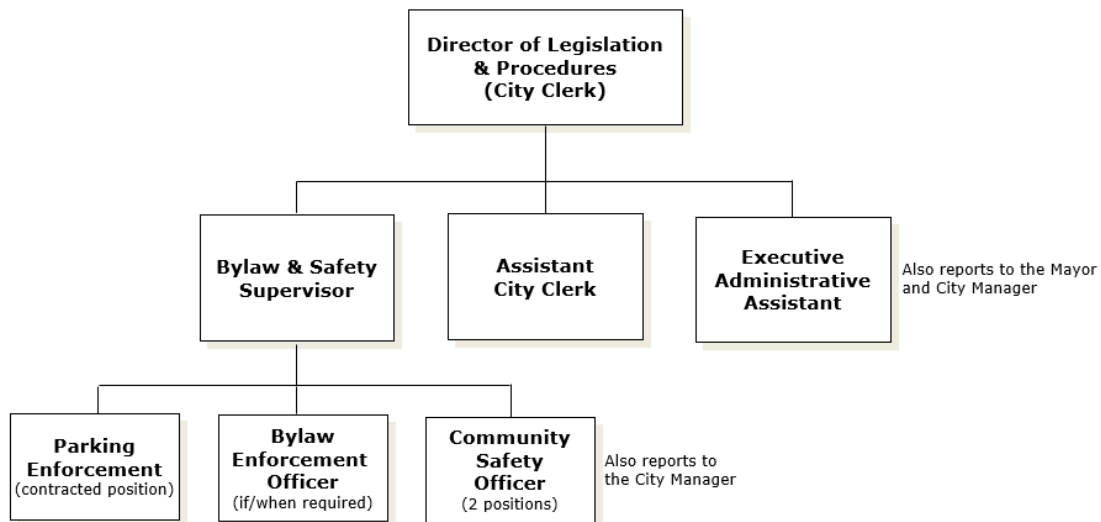 Director of Legislation
& Procedures
(City Clerk)
Bylaw & Safety
Supervisor
Assistant
City Clerk
Executive
Administrative
Assistant
Also reports to the Mayor
and City Manager
Parking
Enforcement
(contracted position)
Bylaw
Enforcement
Officer
(if/when required)
Community
Safety
Officer
(2 positions)
Also reports to
the City Manager